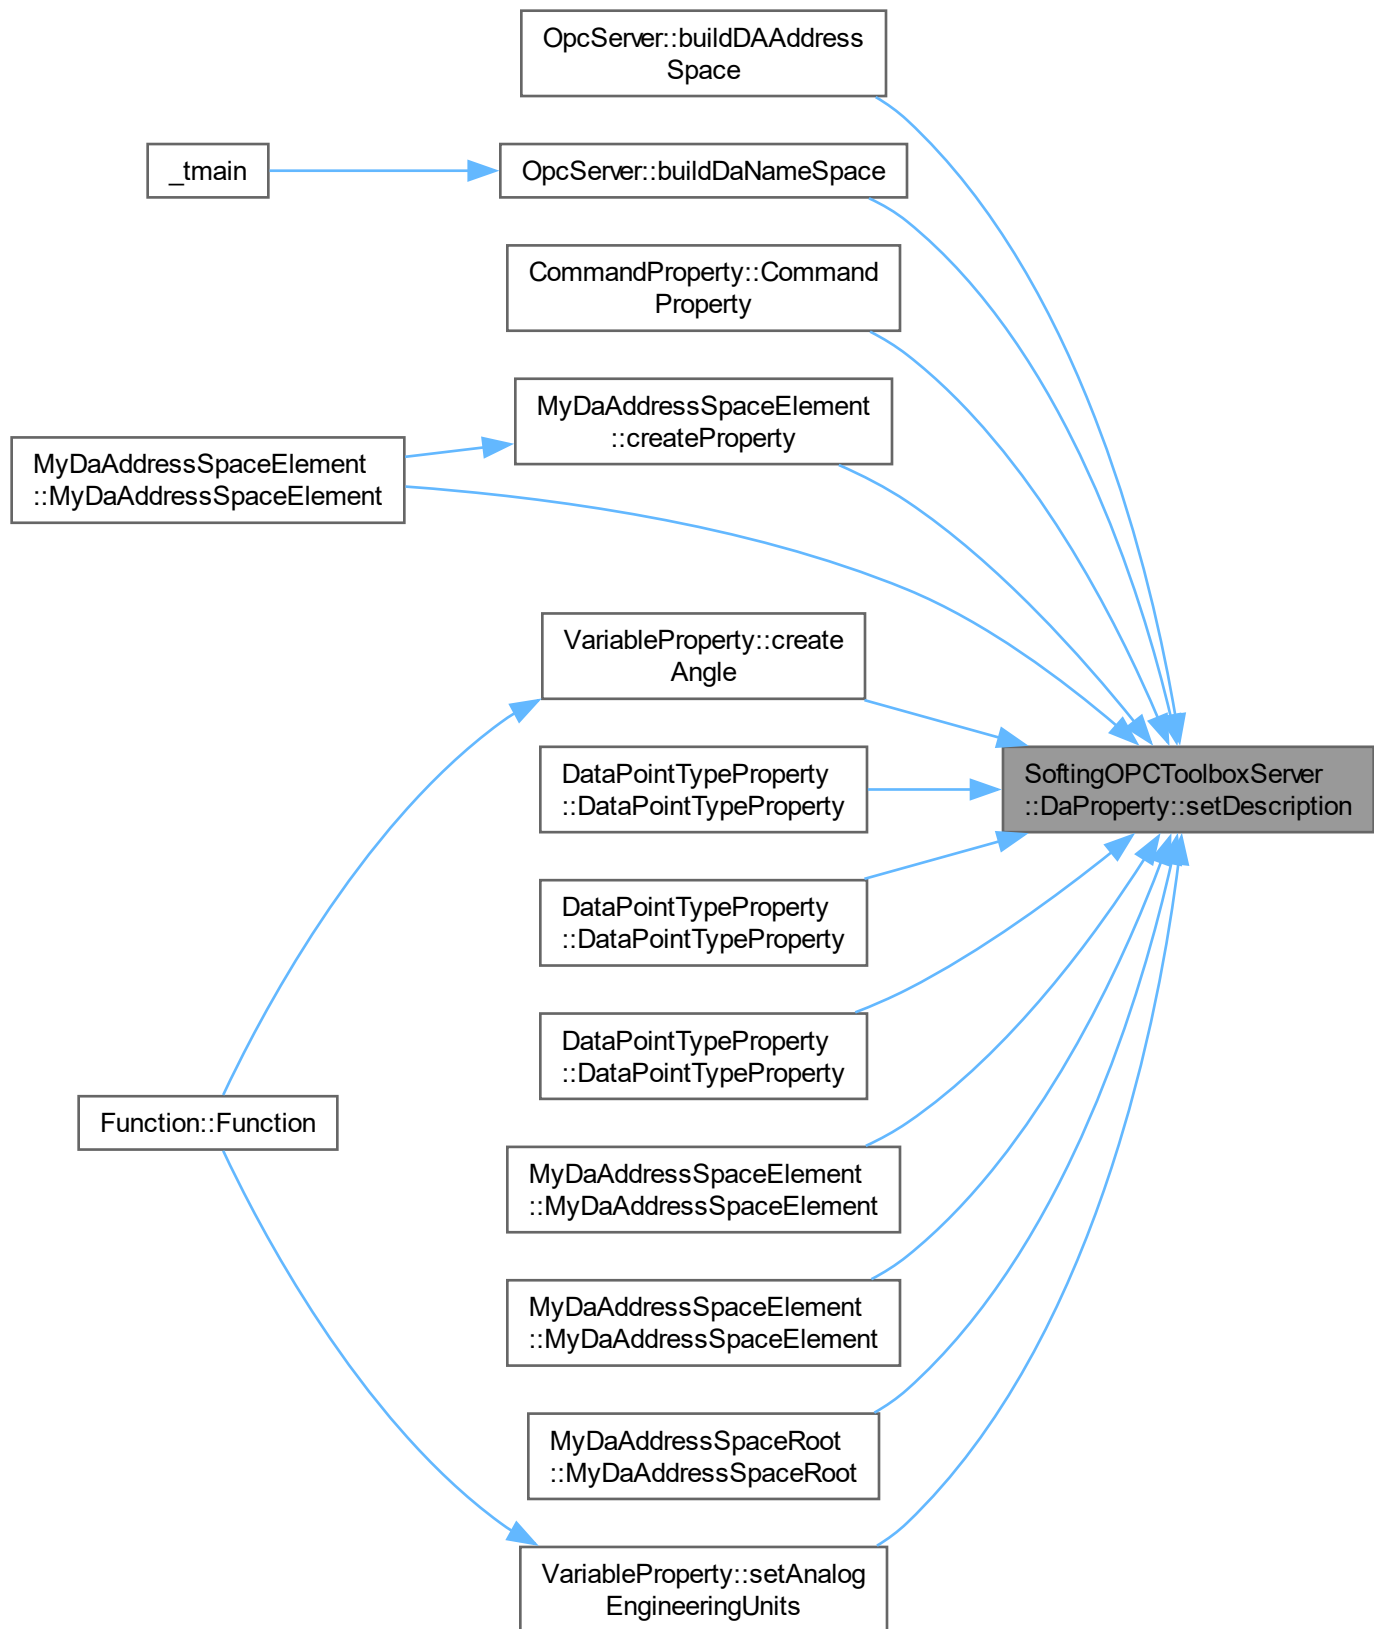 OpcServer::buildDAAddress
Space
_tmain
OpcServer::buildDaNameSpace
CommandProperty::Command
Property
MyDaAddressSpaceElement
::createProperty
MyDaAddressSpaceElement
::MyDaAddressSpaceElement
VariableProperty::create
Angle
DataPointTypeProperty
::DataPointTypeProperty
SoftingOPCToolboxServer
::DaProperty::setDescription
DataPointTypeProperty
::DataPointTypeProperty
DataPointTypeProperty
::DataPointTypeProperty
Function::Function
MyDaAddressSpaceElement
::MyDaAddressSpaceElement
MyDaAddressSpaceElement
::MyDaAddressSpaceElement
MyDaAddressSpaceRoot
::MyDaAddressSpaceRoot
VariableProperty::setAnalog
EngineeringUnits